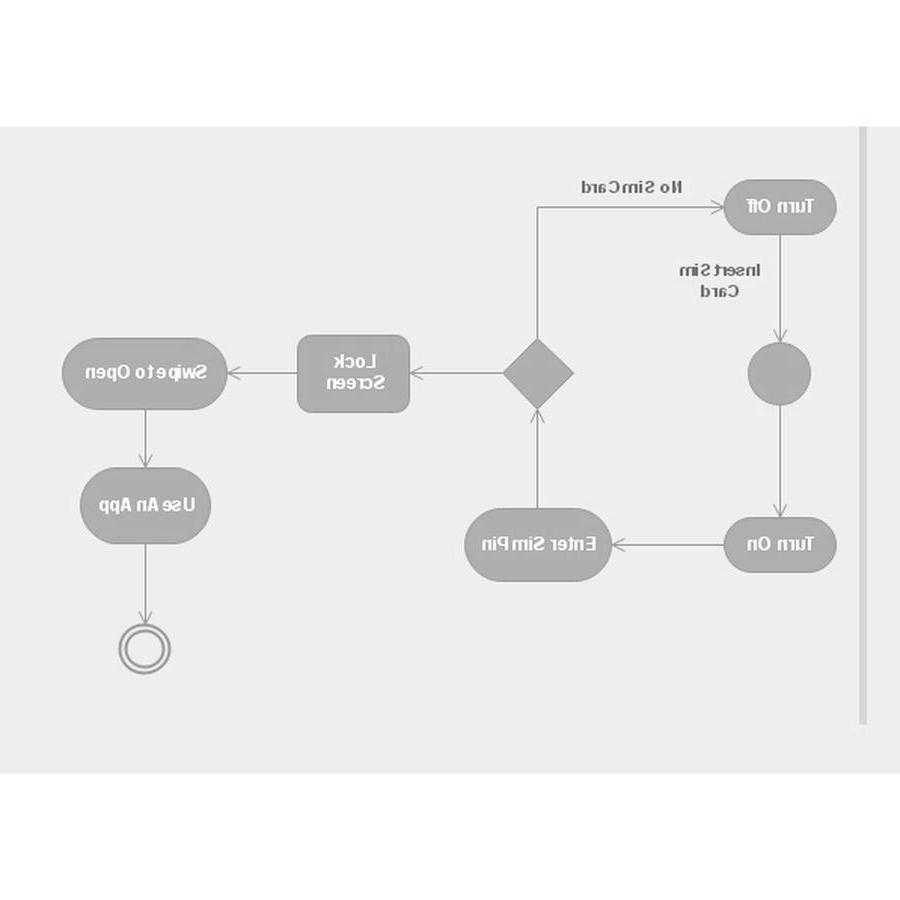 No Sim Card
Turn Off
Insert Sim
Card
Swipe to Open
Lock
Screen
Use An App
Enter Sim Pin
Turn On